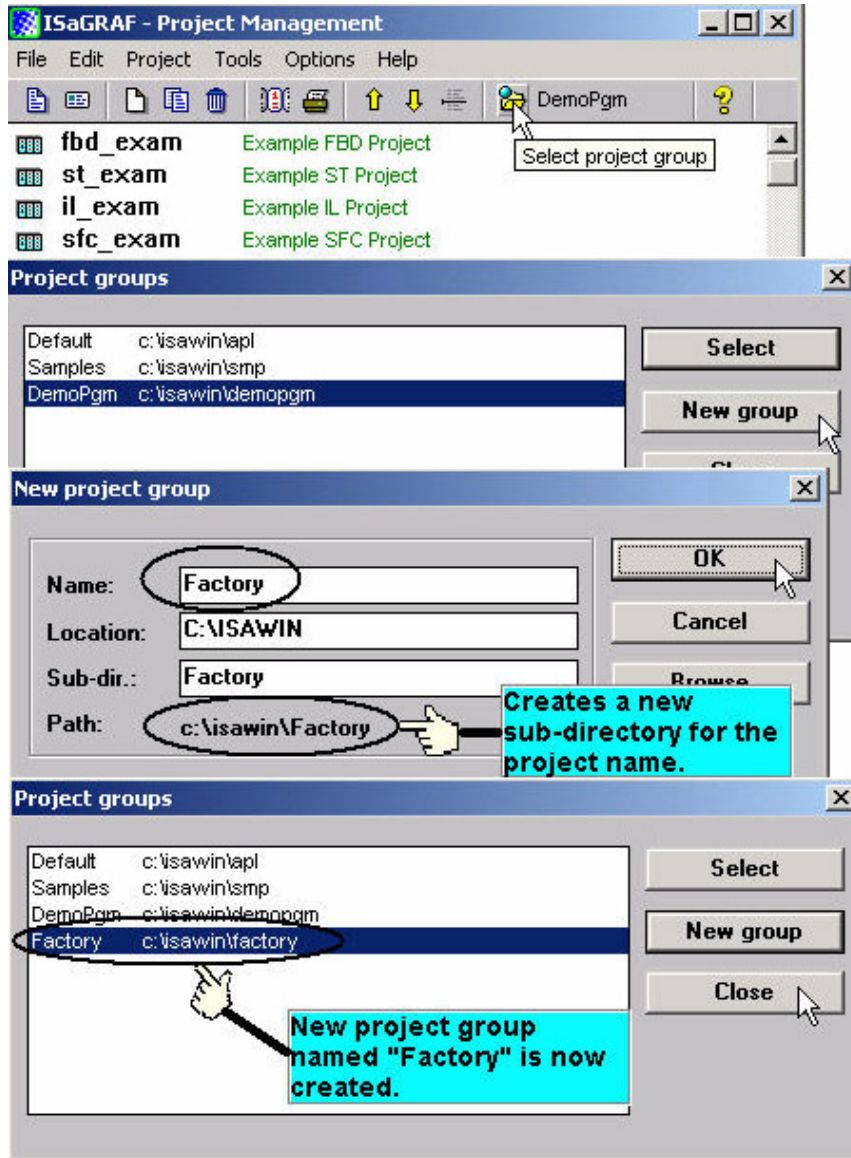 ISaGRAF - Project Management
File Edit Project Tools Options Help
DemoPgm
Select project group
fbd_exam Example FBD Project
st_exam Example ST Project
il_exam Example IL Project
sfc_exam Example SFC Project
Project groups
Default c:\isawin\apl
Samples c:\isawin\smp
DemoPgm c:\isawin\demopgm
Select
New group
New project group
Name: Factory
Location: C:\ISAWIN
Sub-dir.: Factory
Path: c:\isawin\Factory
OK
Cancel
Browse
Creates a new
sub-directory for the
project name.
Project groups
Default c:\isawin\apl
Samples c:\isawin\smp
DemoPgm c:\isawin\demopgm
Factory c:\isawin\factory
Select
New group
Close
New project group
named "Factory" is now
created.